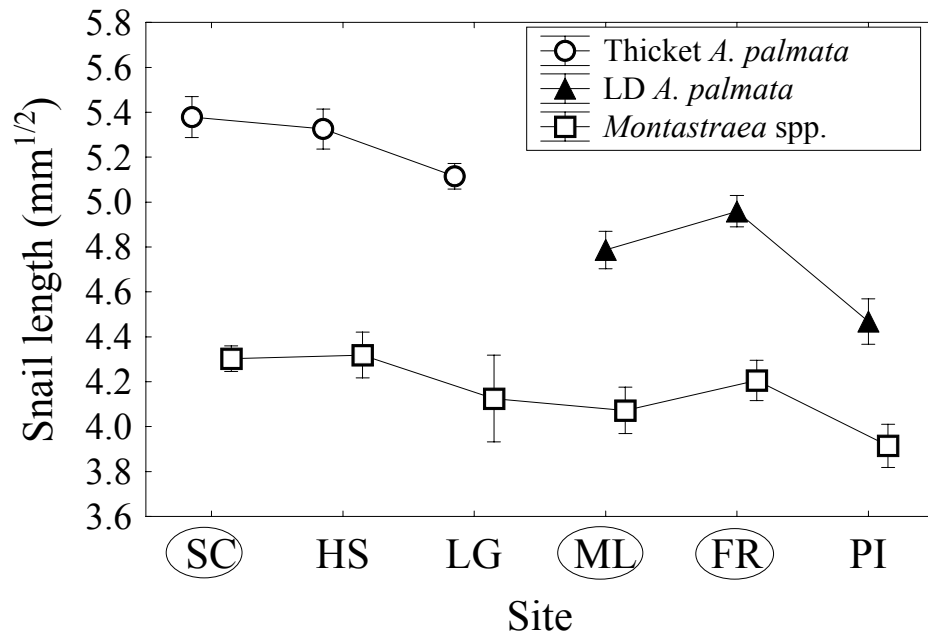 5.8
5.6
5.4
5.2
5.0
4.8
4.6
4.4
4.2
4.0
3.8
3.6
Snail length (mm^1/2)
Thicket A. palmata
LD A. palmata
Montastraea spp.
SC HS LG ML FR PI
Site